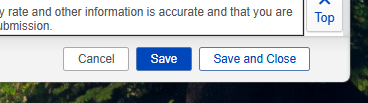 y rate and other information is accurate and that you are
ubmission.
Top
Cancel Save Save and Close